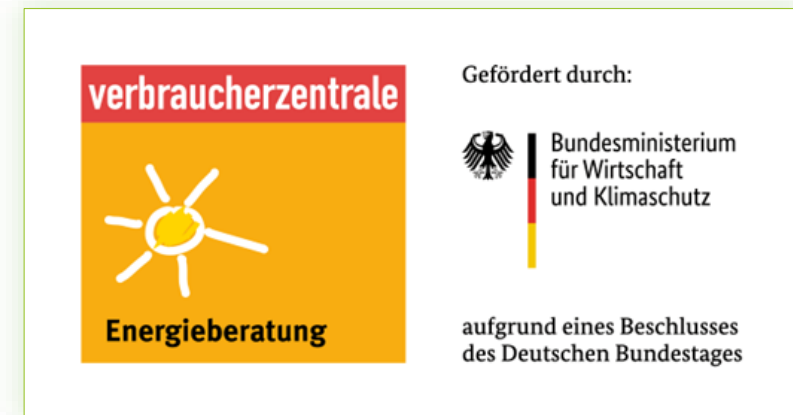 verbraucherzentrale
Energieberatung
Gefördert durch:
Bundesministerium
für Wirtschaft
und Klimaschutz
aufgrund eines Beschlusses
des Deutschen Bundestages